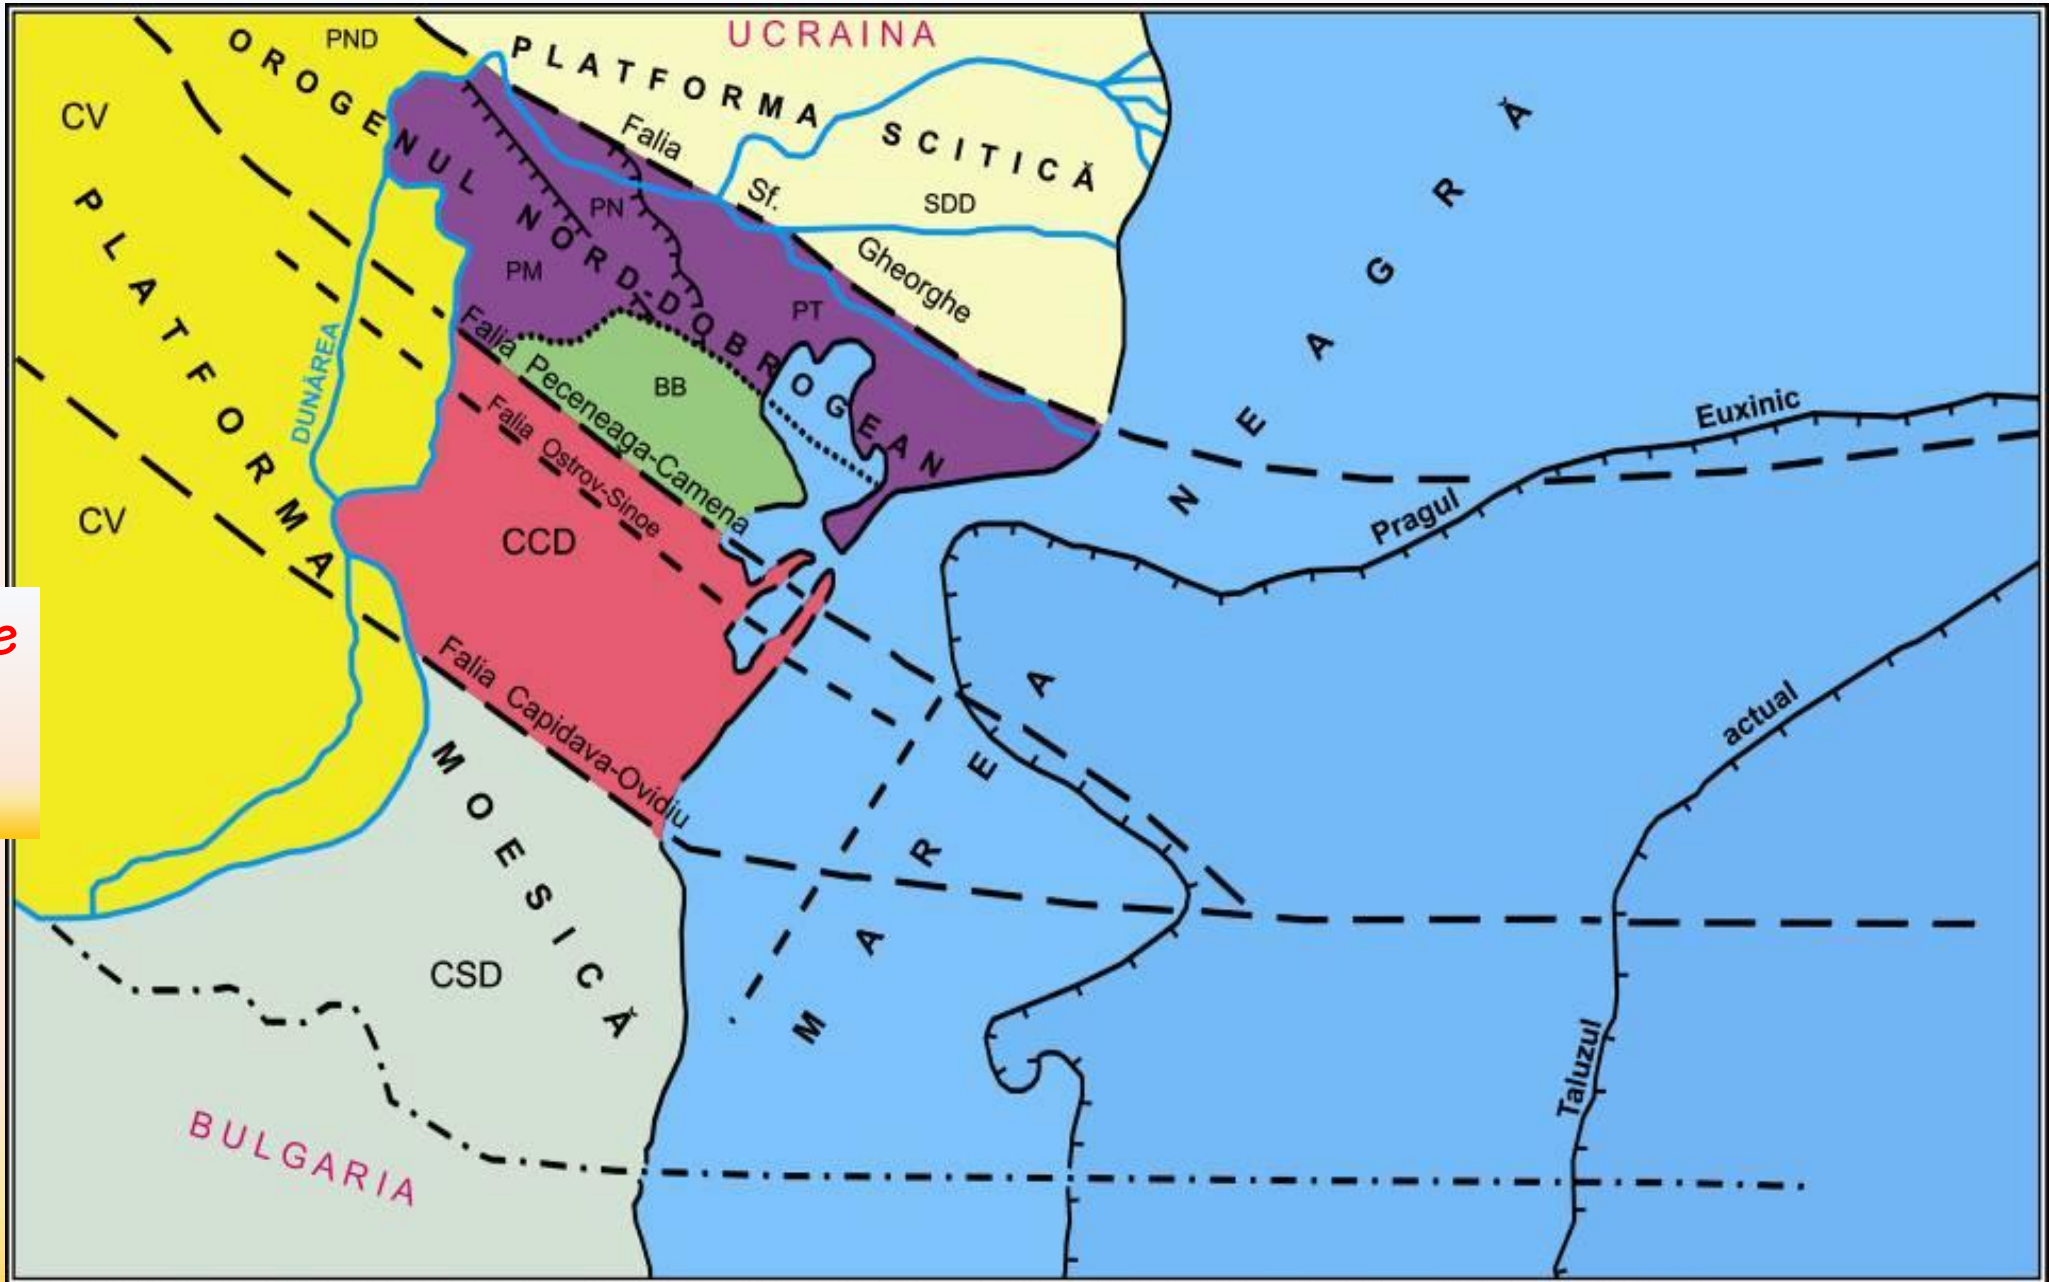 UCRAINA
PND
OROGENUL NORD-DOBROGEAN
PLATFORMA SCITICĂ
CV
Falia Sf. Gheorghe
SDD
PN
PM
PT
BB
PLATFORMA MOESICĂ
DUNĂREA
Falia Peceneaga-Camena
Falia Ostrov-Sinoe
CV
CCD
Falia Capidava-Ovidiu
MAREA NEAGRĂ
Pragul Euxinic
Taluzul actual
CSD
BULGARIA
e